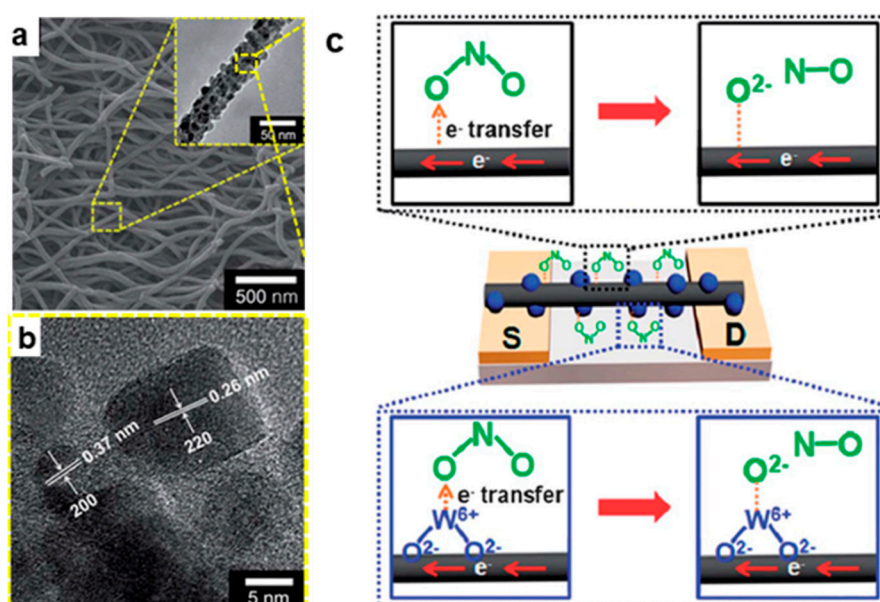 a
50 nm
500 nm
b
0.37 nm
200
0.26 nm
220
5 nm
c
N
O O
e- transfer
e-
O2- N-O
e-
O N O
O N O
O N O
S
D
O N O
O N O
N
O O
e- transfer
W6+
O2- O2-
e-
N-O
O2-
W6+
O2- O2-
e-